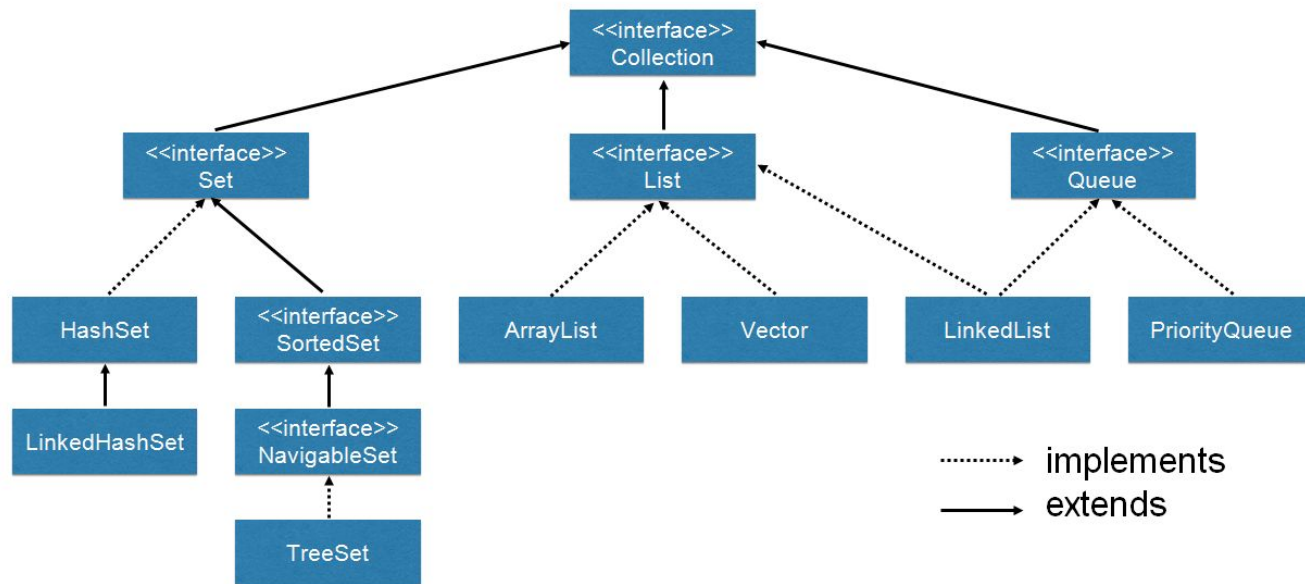 <<interface>>
Collection
<<interface>>
Set
<<interface>>
List
<<interface>>
Queue
HashSet
<<interface>>
SortedSet
ArrayList
Vector
LinkedList
PriorityQueue
LinkedHashSet
<<interface>>
NavigableSet
TreeSet
implements
extends